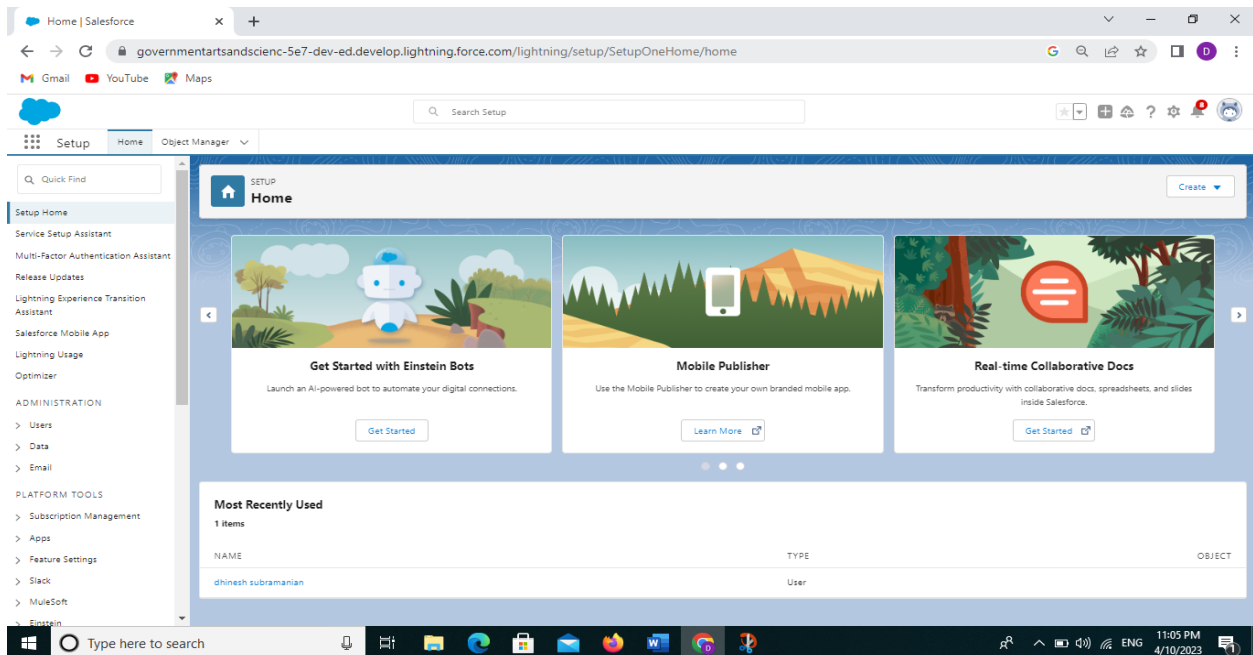 Home | Salesforce
governmentartsandscienc-5e7-dev-ed.develop.lightning.force.com/lightning/setup/SetupOneHome/home
G
D
Gmail YouTube Maps
Search Setup
Setup Home Object Manager
Quick Find
Setup Home
Service Setup Assistant
Multi-Factor Authentication Assistant
Release Updates
Lightning Experience Transition
Assistant
Salesforce Mobile App
Lightning Usage
Optimizer
ADMINISTRATION
Users
Data
Email
PLATFORM TOOLS
Subscription Management
Apps
Feature Settings
Slack
MuleSoft
Einstein
SETUP
Home
Create
Get Started with Einstein Bots
Launch an AI-powered bot to automate your digital connections.
Get Started
Mobile Publisher
Use the Mobile Publisher to create your own branded mobile app.
Learn More
Real-time Collaborative Docs
Transform productivity with collaborative docs, spreadsheets, and slides
inside Salesforce.
Get Started
Most Recently Used
1 items
NAME TYPE OBJECT
dhinesh subramanian User
Type here to search
ENG
11:05 PM
4/10/2023